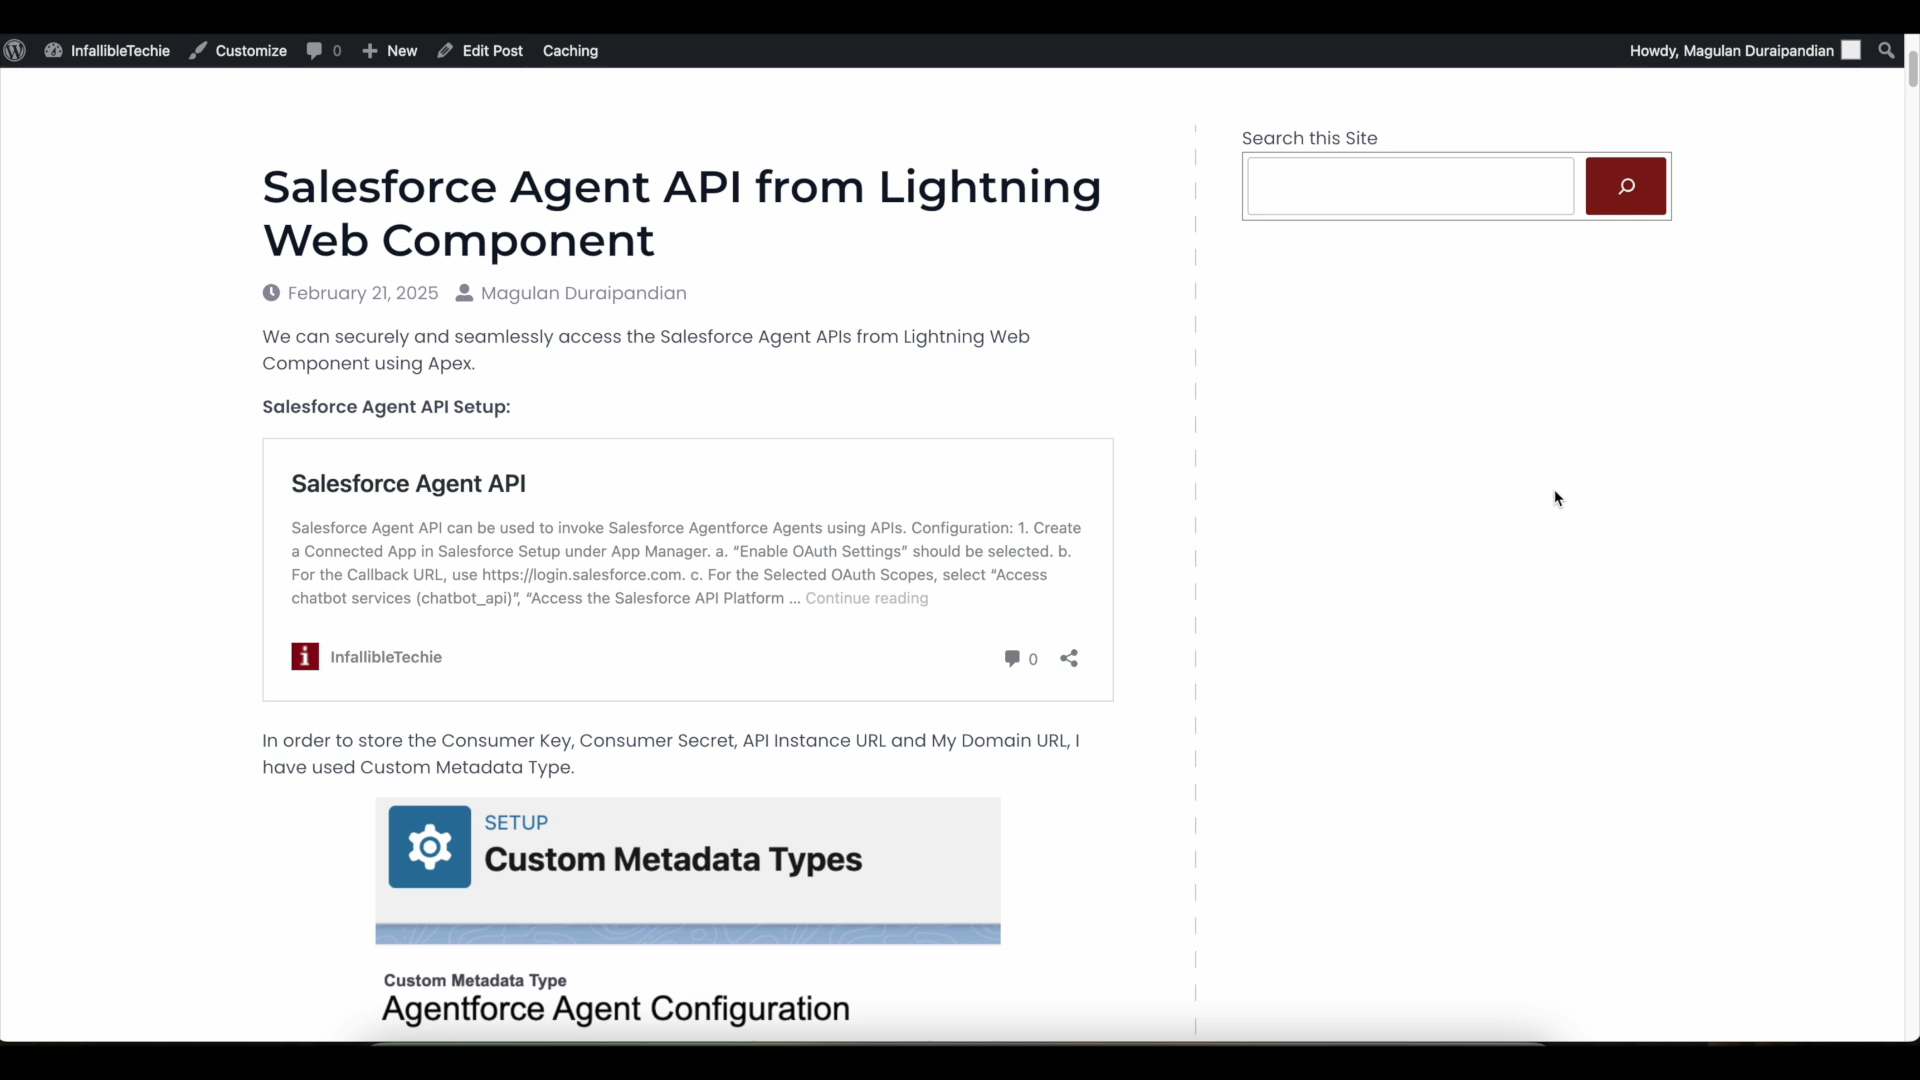 InfallibleTechie Customize 0 New Edit Post Caching Howdy, Magulan Duraipandian
Search this Site
Salesforce Agent API from Lightning
Web Component
February 21, 2025 Magulan Duraipandian
We can securely and seamlessly access the Salesforce Agent APIs from Lightning Web
Component using Apex.
Salesforce Agent API Setup:
Salesforce Agent API
Salesforce Agent API can be used to invoke Salesforce Agentforce Agents using APIs. Configuration: 1. Create
a Connected App in Salesforce Setup under App Manager. a. “Enable OAuth Settings” should be selected. b.
For the Callback URL, use https://login.salesforce.com. c. For the Selected OAuth Scopes, select “Access
chatbot services (chatbot_api)”, “Access the Salesforce API Platform ... Continue reading
i InfallibleTechie 0
In order to store the Consumer Key, Consumer Secret, API Instance URL and My Domain URL, I
have used Custom Metadata Type.
SETUP
Custom Metadata Types
Custom Metadata Type
Agentforce Agent Configuration